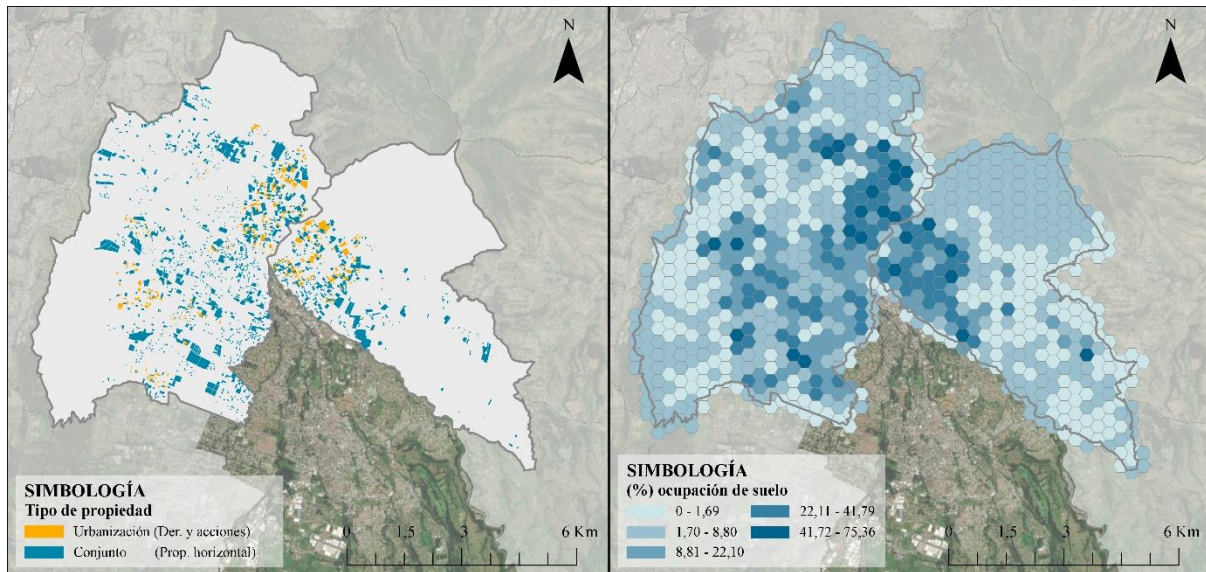 N
SIMBOLOGÍA
Tipo de propiedad
Urbanización (Der. y acciones)
Conjunto (Prop. horizontal)
0 1,5 3 6 Km
N
SIMBOLOGÍA
(%) ocupación de suelo
0 - 1,69 22,11 - 41,79
1,70 - 8,80 41,72 - 75,36
8,81 - 22,10
0 1,5 3 6 Km